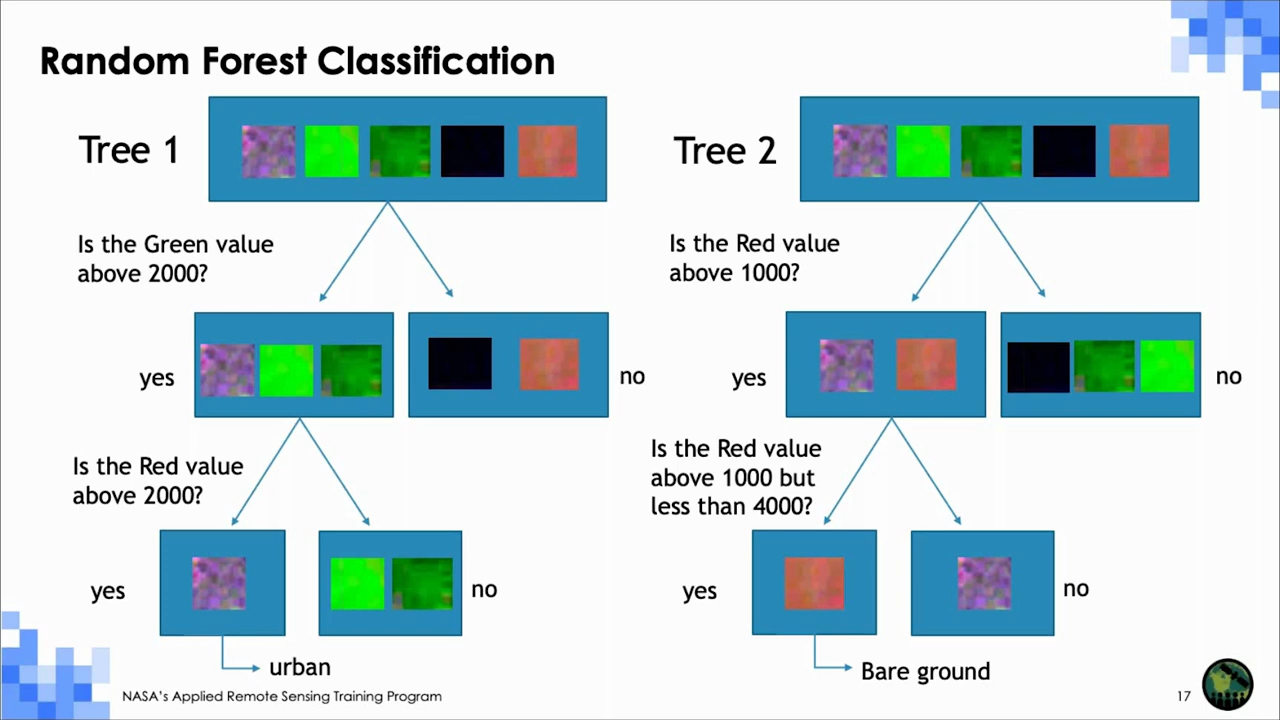 Random Forest Classification
Tree 1
Is the Green value
above 2000?
yes
no
Is the Red value
above 2000?
yes
no
urban
Tree 2
Is the Red value
above 1000?
yes
no
Is the Red value
above 1000 but
less than 4000?
yes
no
Bare ground
NASA's Applied Remote Sensing Training Program
17